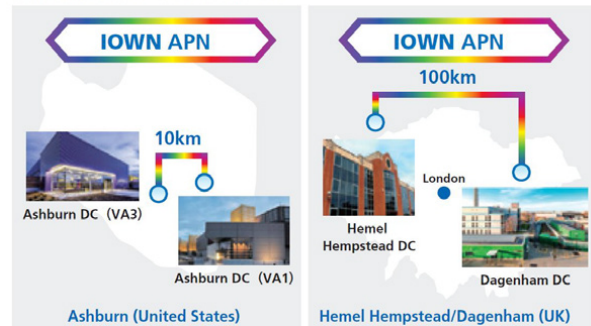 IOWN APN
10km
Ashburn DC (VA3)
Ashburn DC (VA1)
Ashburn (United States)
IOWN APN
100km
London
Hemel
Hempstead DC
Dagenham DC
Hemel Hempstead/Dagenham (UK)